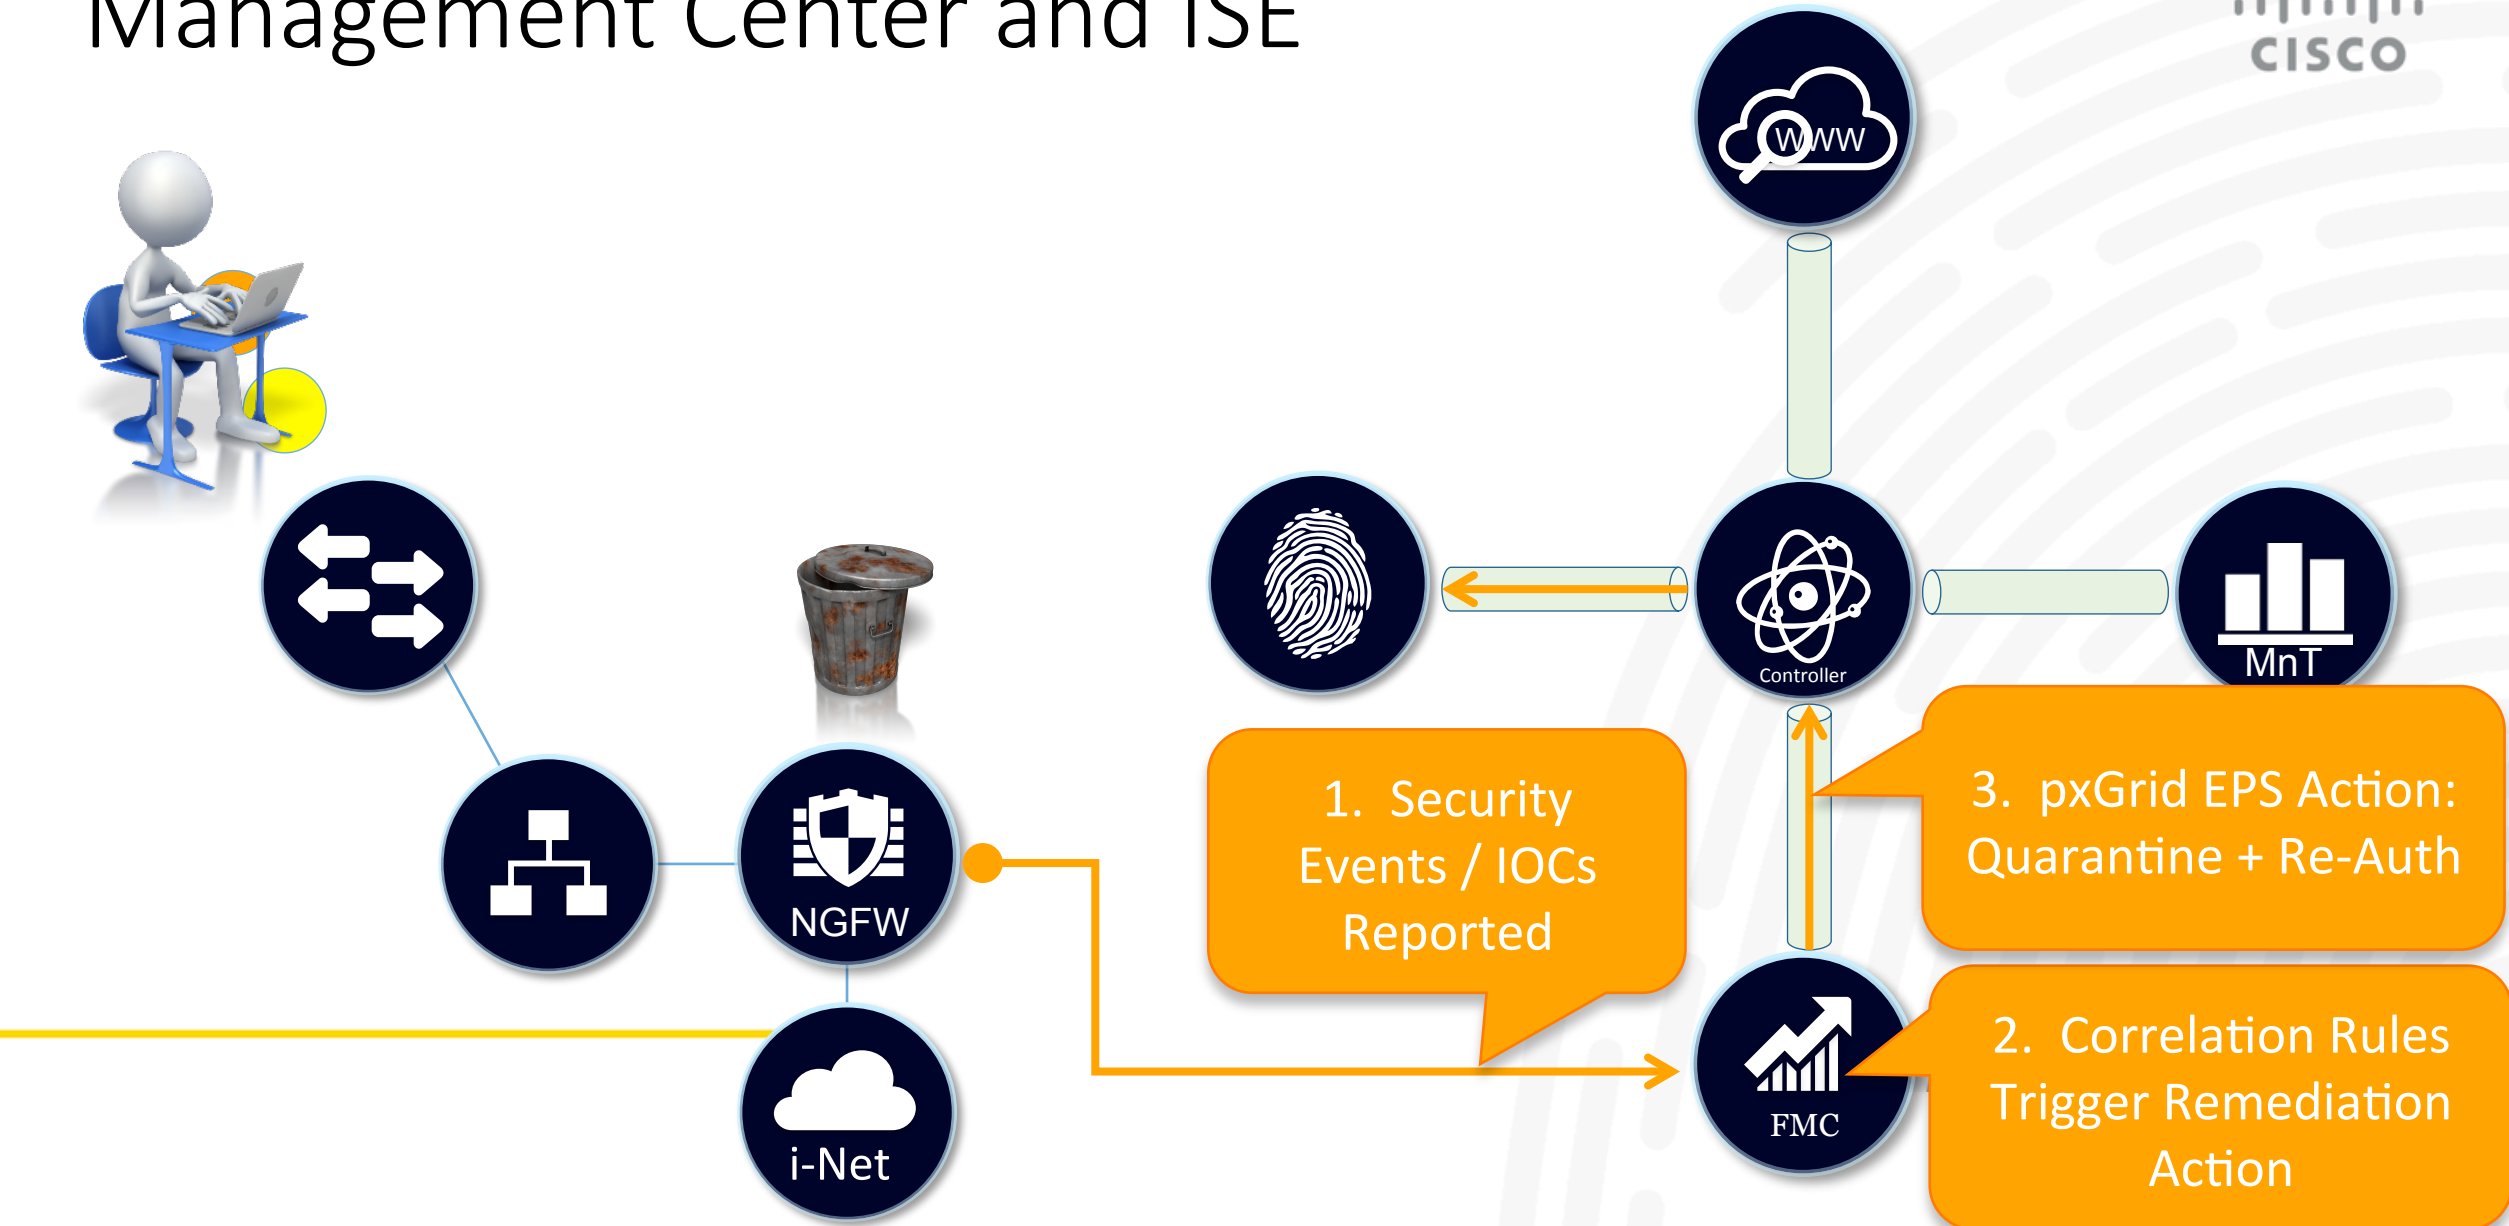 Management Center and ISE
CISCO
WWW
Controller
MnT
NGFW
1. Security
Events / IOCs
Reported
3. pxGrid EPS Action:
Quarantine + Re-Auth
2. Correlation Rules
Trigger Remediation
Action
FMC
i-Net